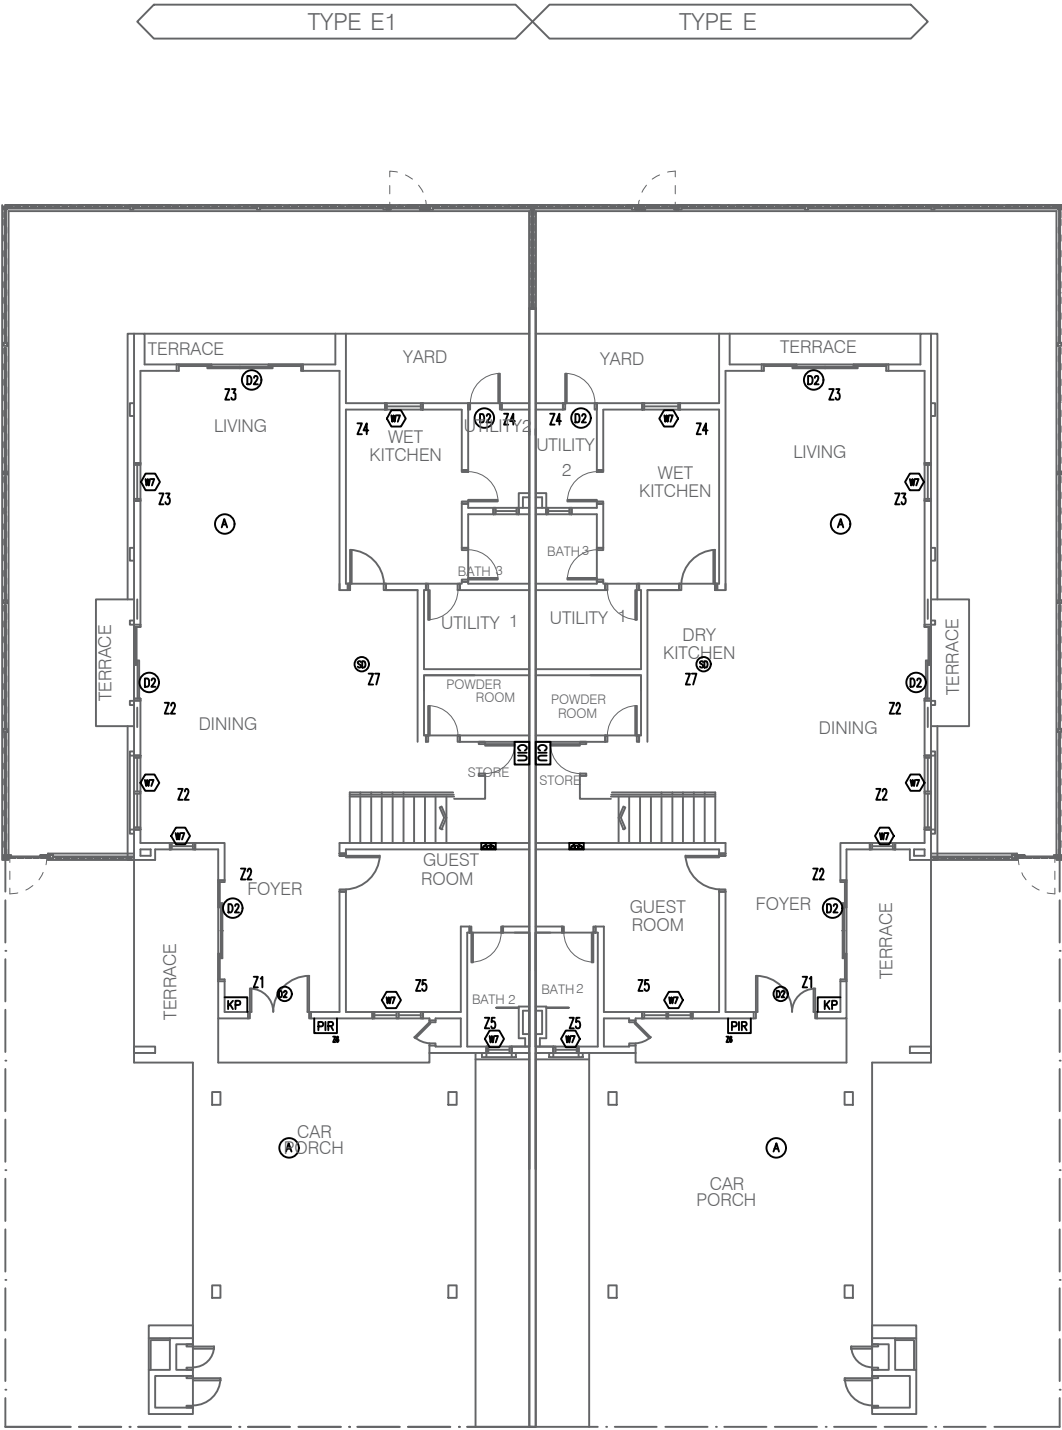 TYPE E1 TYPE E
TERRACE YARD YARD TERRACE
D2 D2
Z3 Z3
W7 D2 Z4 Z4 D2 W7
LIVING Z4 UTILITY2 Z4
WET KITCHEN UTILITY 2 LIVING
WET KITCHEN
W7 W7
Z3 Z3
A A
BATH 3 BATH 3
UTILITY 1 UTILITY 1
TERRACE DRY KITCHEN TERRACE
SD SD
Z7 Z7
D2 D2
POWDER ROOM POWDER ROOM
Z2 Z2
DINING DINING
CIU CIU
STORE STORE
W7 W7
Z2 Z2
W7 W7
GUEST ROOM
Z2 Z2
FOYER FOYER
D2 GUEST ROOM D2
TERRACE TERRACE
Z1 Z5 Z5 Z1
D2 W7 BATH 2 BATH 2 W7 D2
KP KP
PIR Z5 Z5 PIR
Z6 W7 W7 Z6
CAR PORCH
A A
CAR PORCH